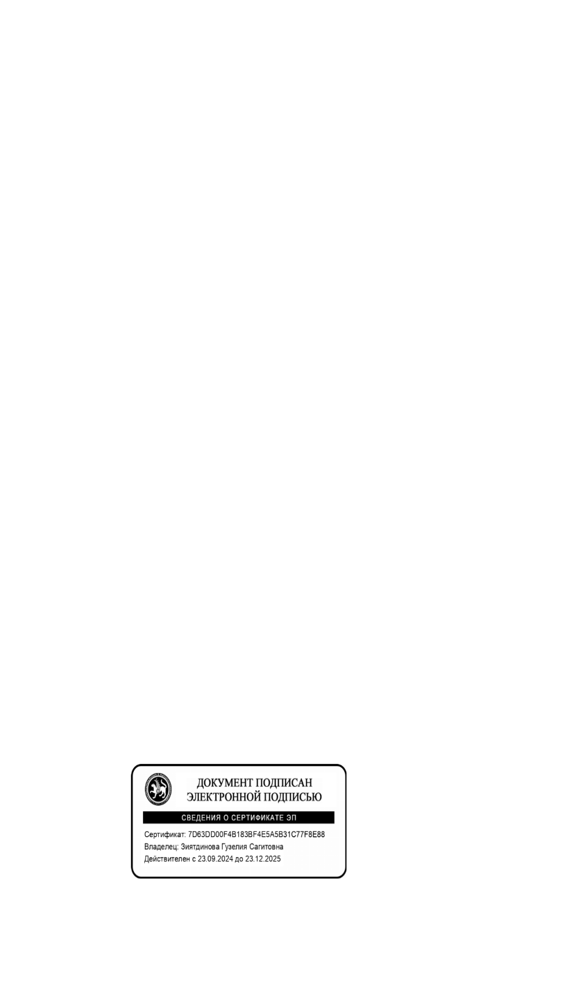 ДОКУМЕНТ ПОДПИСАН
ЭЛЕКТРОННОЙ ПОДПИСЬЮ
СВЕДЕНИЯ О СЕРТИФИКАТЕ ЭП
Сертификат: 7D63DD00F4B183BF4E5A5B31C77F8E88
Владелец: Зиятдинова Гузелия Сагитовна
Действителен с 23.09.2024 до 23.12.2025